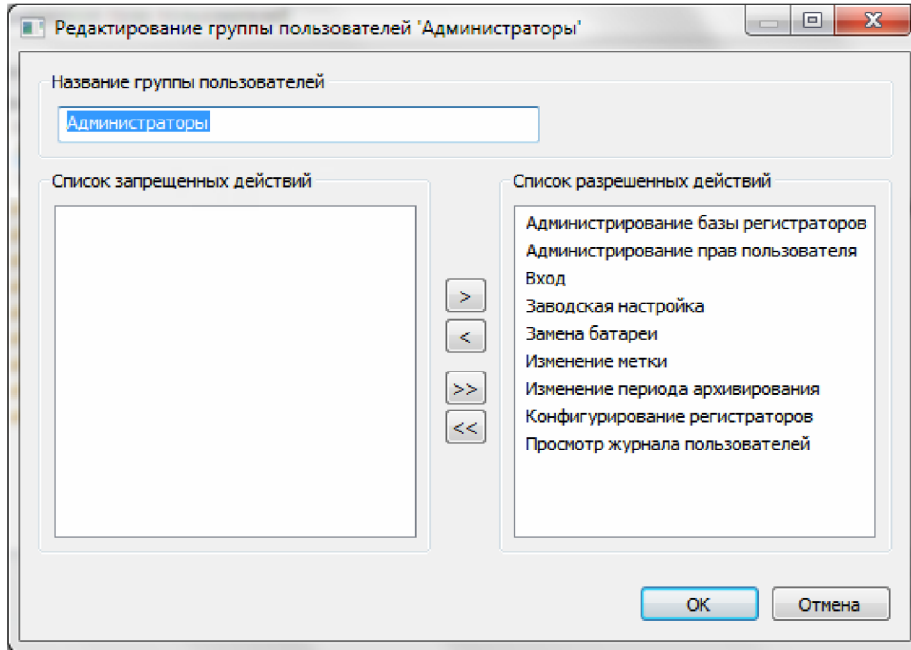 Редактирование группы пользователей 'Администраторы'
Название группы пользователей
Администраторы
Список запрещенных действий
Список разрешенных действий
Администрирование базы регистраторов
Администрирование прав пользователя
Вход
Заводская настройка
Замена батареи
Изменение метки
Изменение периода архивирования
Конфигурирование регистраторов
Просмотр журнала пользователей
>
<
>>
<<
OK
Отмена